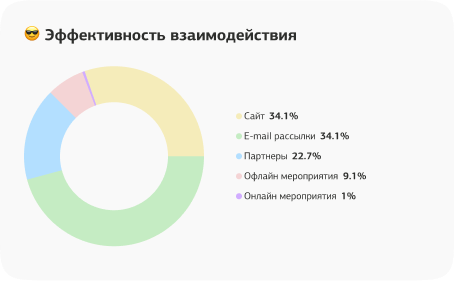 😎 Эффективность взаимодействия
Сайт 34.1%
E-mail рассылки 34.1%
Партнеры 22.7%
Офлайн мероприятия 9.1%
Онлайн мероприятия 1%